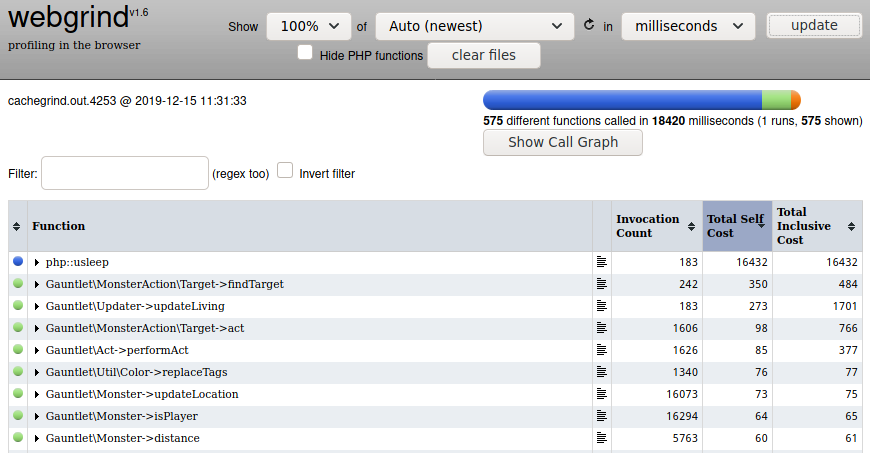 webgrind v1.6
profiling in the browser
Show 100% of Auto (newest) in milliseconds update
Hide PHP functions clear files
cachegrind.out.4253 @ 2019-12-15 11:31:33
575 different functions called in 18420 milliseconds (1 runs, 575 shown)
Show Call Graph
Filter: (regex too) Invert filter
Function Invocation Count Total Self Cost Total Inclusive Cost
php::usleep 183 16432 16432
Gauntlet\MonsterAction\Target->findTarget 242 350 484
Gauntlet\Updater->updateLiving 183 273 1701
Gauntlet\MonsterAction\Target->act 1606 98 766
Gauntlet\Act->performAct 1626 85 377
Gauntlet\Util\Color->replaceTags 1340 76 77
Gauntlet\Monster->updateLocation 16073 73 75
Gauntlet\Monster->isPlayer 16294 64 65
Gauntlet\Monster->distance 5763 60 61